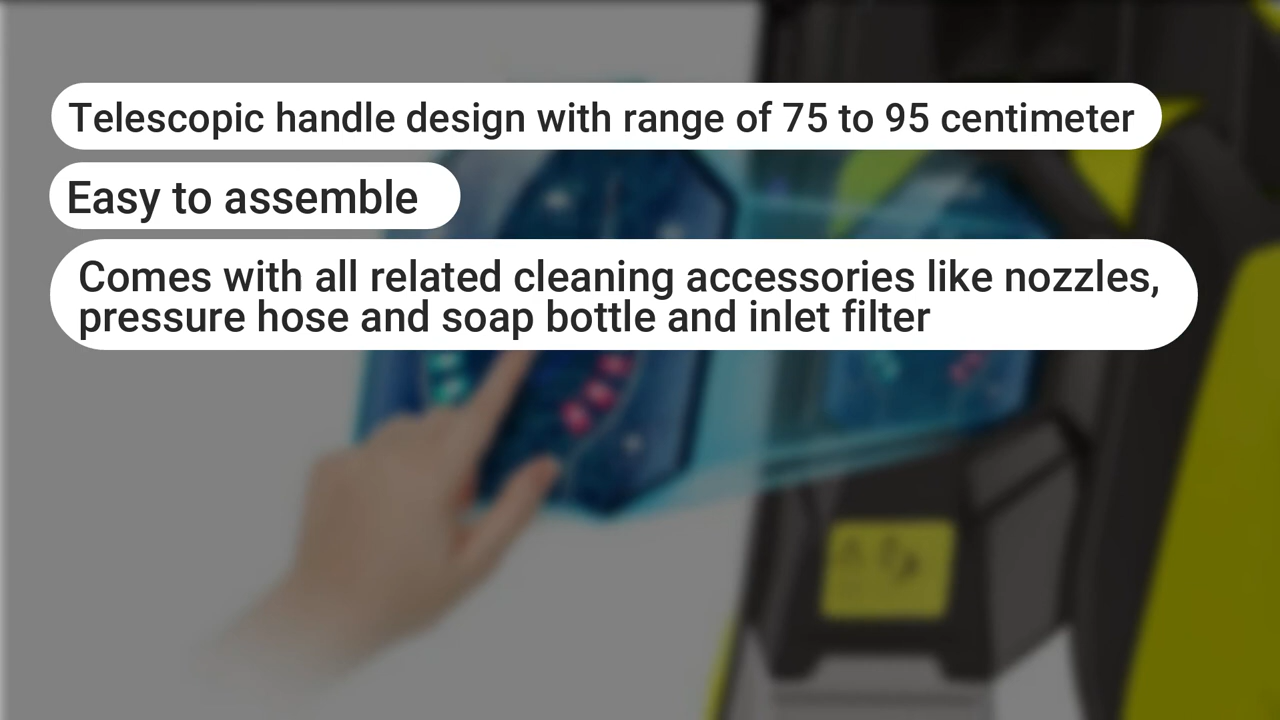 Telescopic handle design with range of 75 to 95 centimeter
Easy to assemble
Comes with all related cleaning accessories like nozzles,
pressure hose and soap bottle and inlet filter